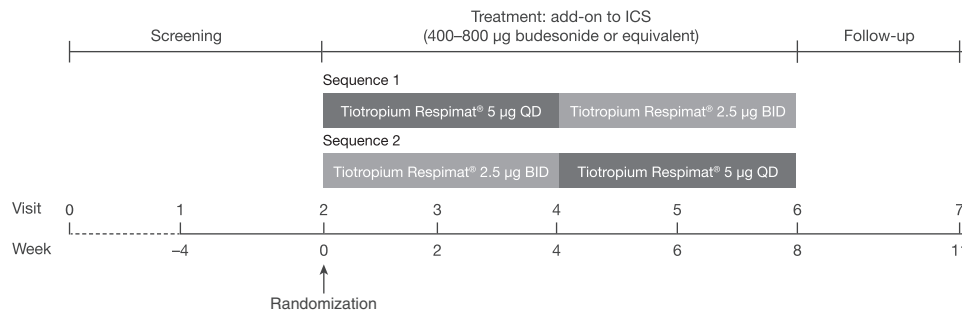 Treatment: add-on to ICS
Screening (400–800 µg budesonide or equivalent) Follow-up
Sequence 1
Tiotropium Respimat® 5 µg QD Tiotropium Respimat® 2.5 µg BID
Sequence 2
Tiotropium Respimat® 2.5 µg BID Tiotropium Respimat® 5 µg QD
Visit 0 1 2 3 4 5 6 7
Week –4 0 2 4 6 8
Randomization